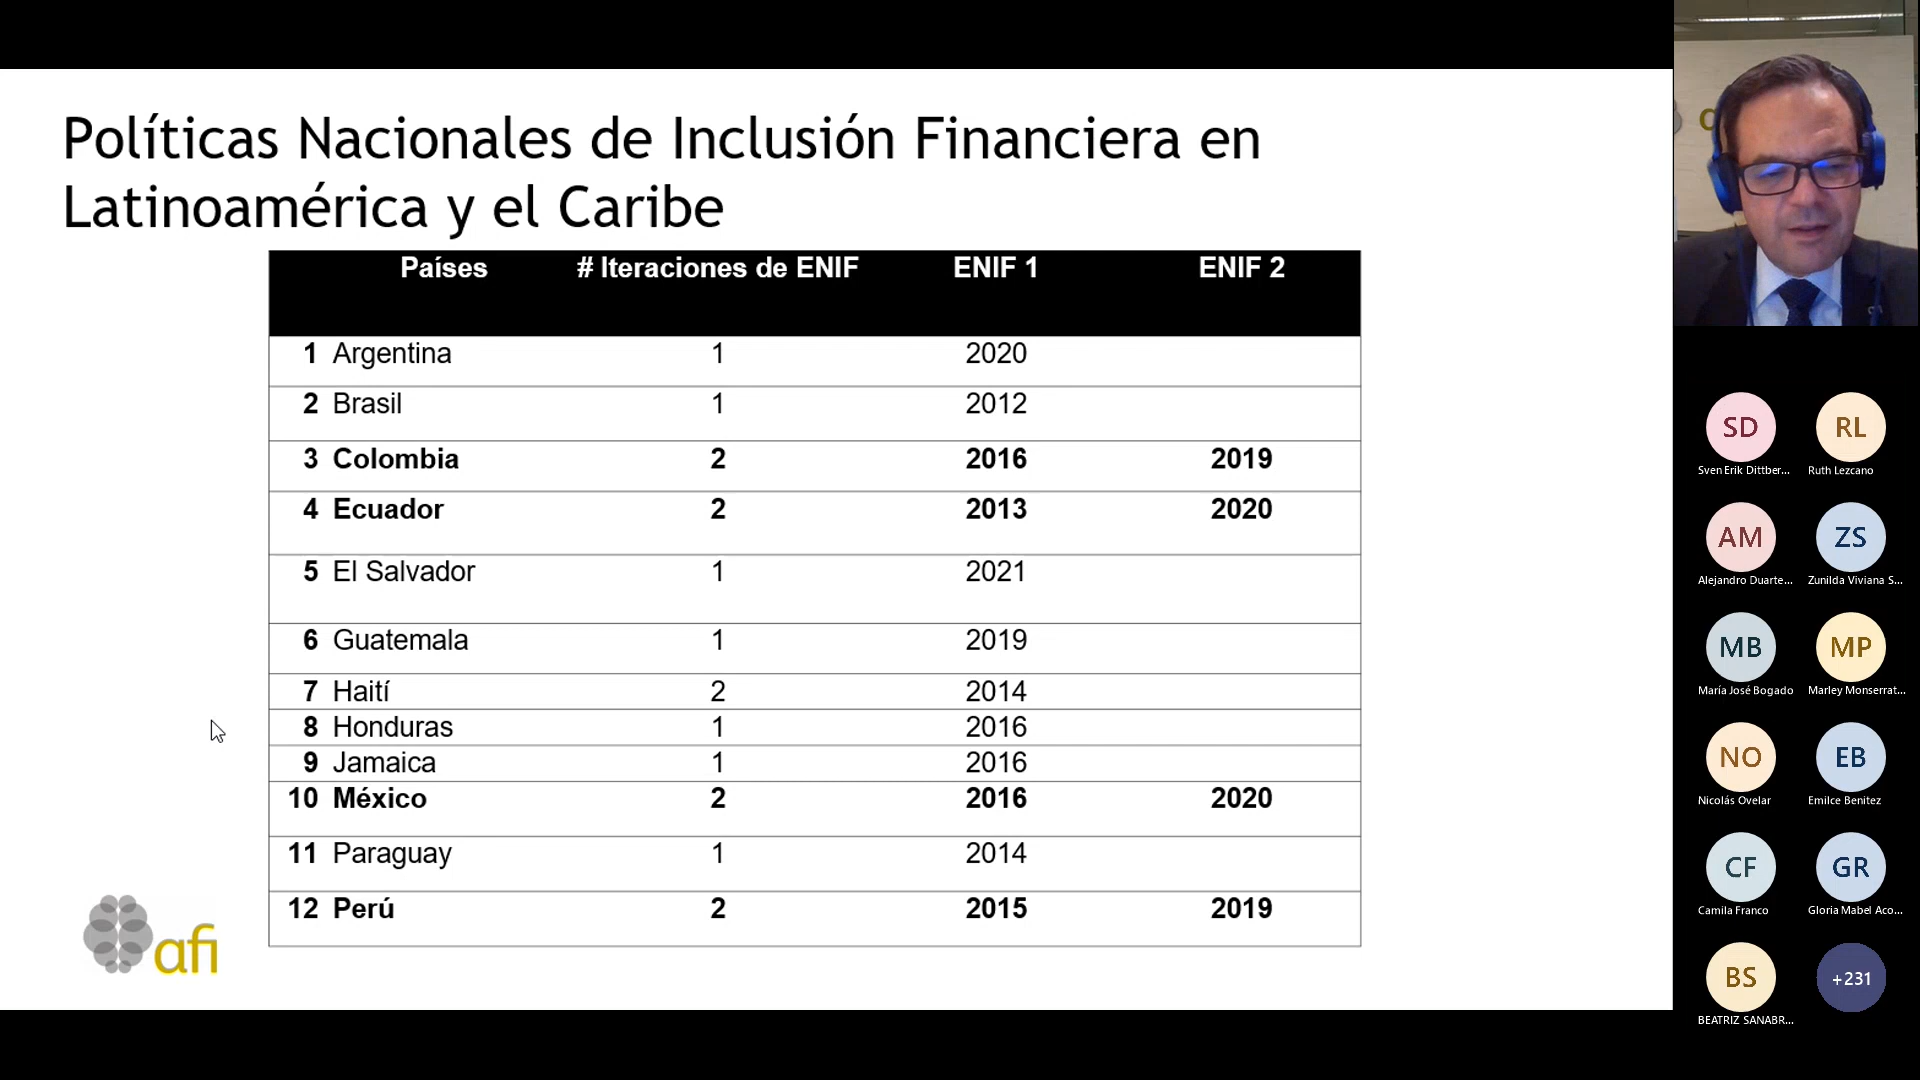 Políticas Nacionales de Inclusión Financiera en
Latinoamérica y el Caribe
Países # Iteraciones de ENIF ENIF 1 ENIF 2
1 Argentina 1 2020
2 Brasil 1 2012
3 Colombia 2 2016 2019
4 Ecuador 2 2013 2020
5 El Salvador 1 2021
6 Guatemala 1 2019
7 Haití 2 2014
8 Honduras 1 2016
9 Jamaica 1 2016
10 México 2 2016 2020
11 Paraguay 1 2014
12 Perú 2 2015 2019
afi
SD RL
Sven Erik Dittber... Ruth Lezcano
AM ZS
Alejandro Duarte... Zunilda Viviana S...
MB MP
María José Bogado Marley Monserrat...
NO EB
Nicolás Ovelar Emilce Benitez
CF GR
Camila Franco Gloria Mabel Aco...
BS +231
BEATRIZ SANABR...